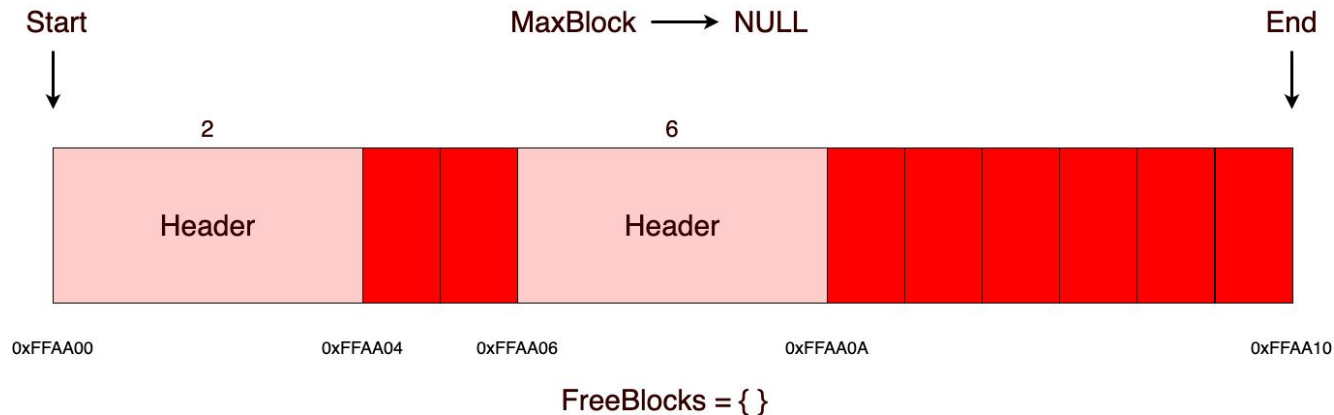 Start MaxBlock NULL End
2 6
Header Header
0xFFAA00 0xFFAA04 0xFFAA06 0xFFAA0A 0xFFAA10
FreeBlocks = { }